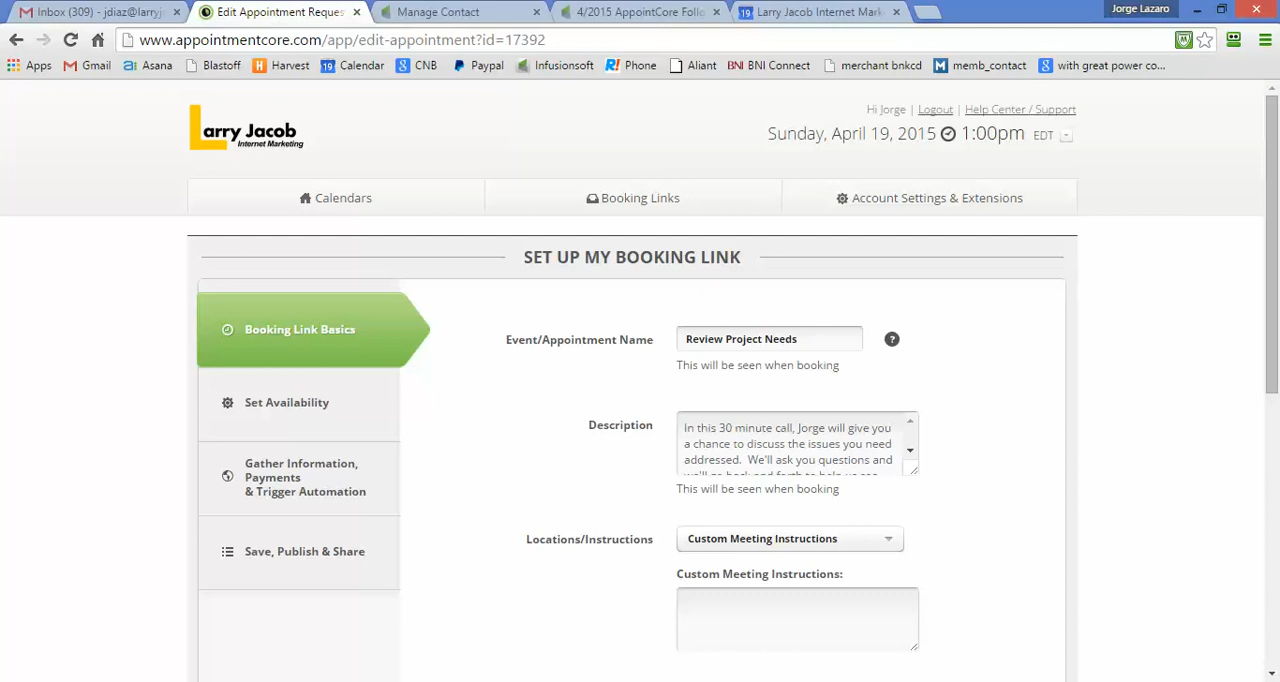 Inbox (309) - jdiaz@larryj
Edit Appointment Reques
Manage Contact
4/2015 AppointCore Follo
19 Larry Jacob Internet Mark
Jorge Lazaro
www.appointmentcore.com/app/edit-appointment?id=17392
Apps Gmail Asana Blastoff Harvest Calendar CNB Paypal Infusionsoft Phone Aliant BNI Connect merchant bnkcd memb_contact with great power co...
Larry Jacob
Internet Marketing
Hi Jorge | Logout | Help Center / Support
Sunday, April 19, 2015 1:00pm EDT
Calendars
Booking Links
Account Settings & Extensions
SET UP MY BOOKING LINK
Booking Link Basics
Set Availability
Gather Information,
Payments
& Trigger Automation
Save, Publish & Share
Event/Appointment Name
Review Project Needs
?
This will be seen when booking
Description
In this 30 minute call, Jorge will give you
a chance to discuss the issues you need
addressed. We'll ask you questions and
This will be seen when booking
Locations/Instructions
Custom Meeting Instructions
Custom Meeting Instructions: